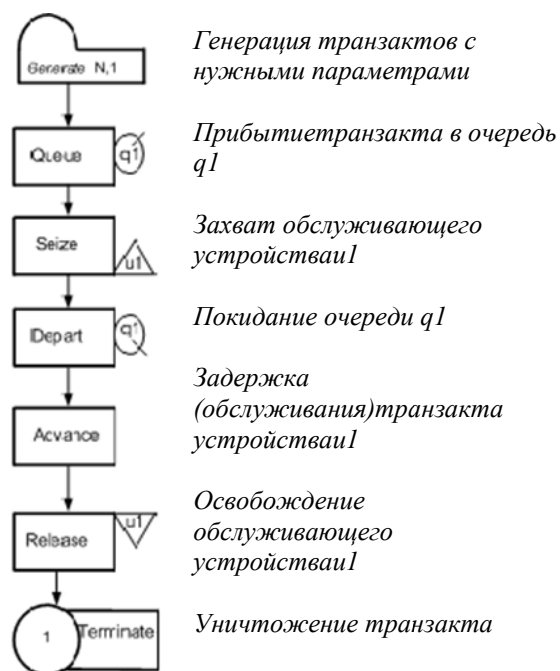 Generate N,1
Генерация транзактов с
нужными параметрами
Queue
q1
Прибытиетранзакта в очередь
q1
Seize
u1
Захват обслуживающего
устройстваu1
Depart
q1
Покидание очереди q1
Задержка
(обслуживания)транзакта
устройстваu1
Advance
Освобождение
обслуживающего
устройстваu1
Release
u1
1
Terminate
Уничтожение транзакта